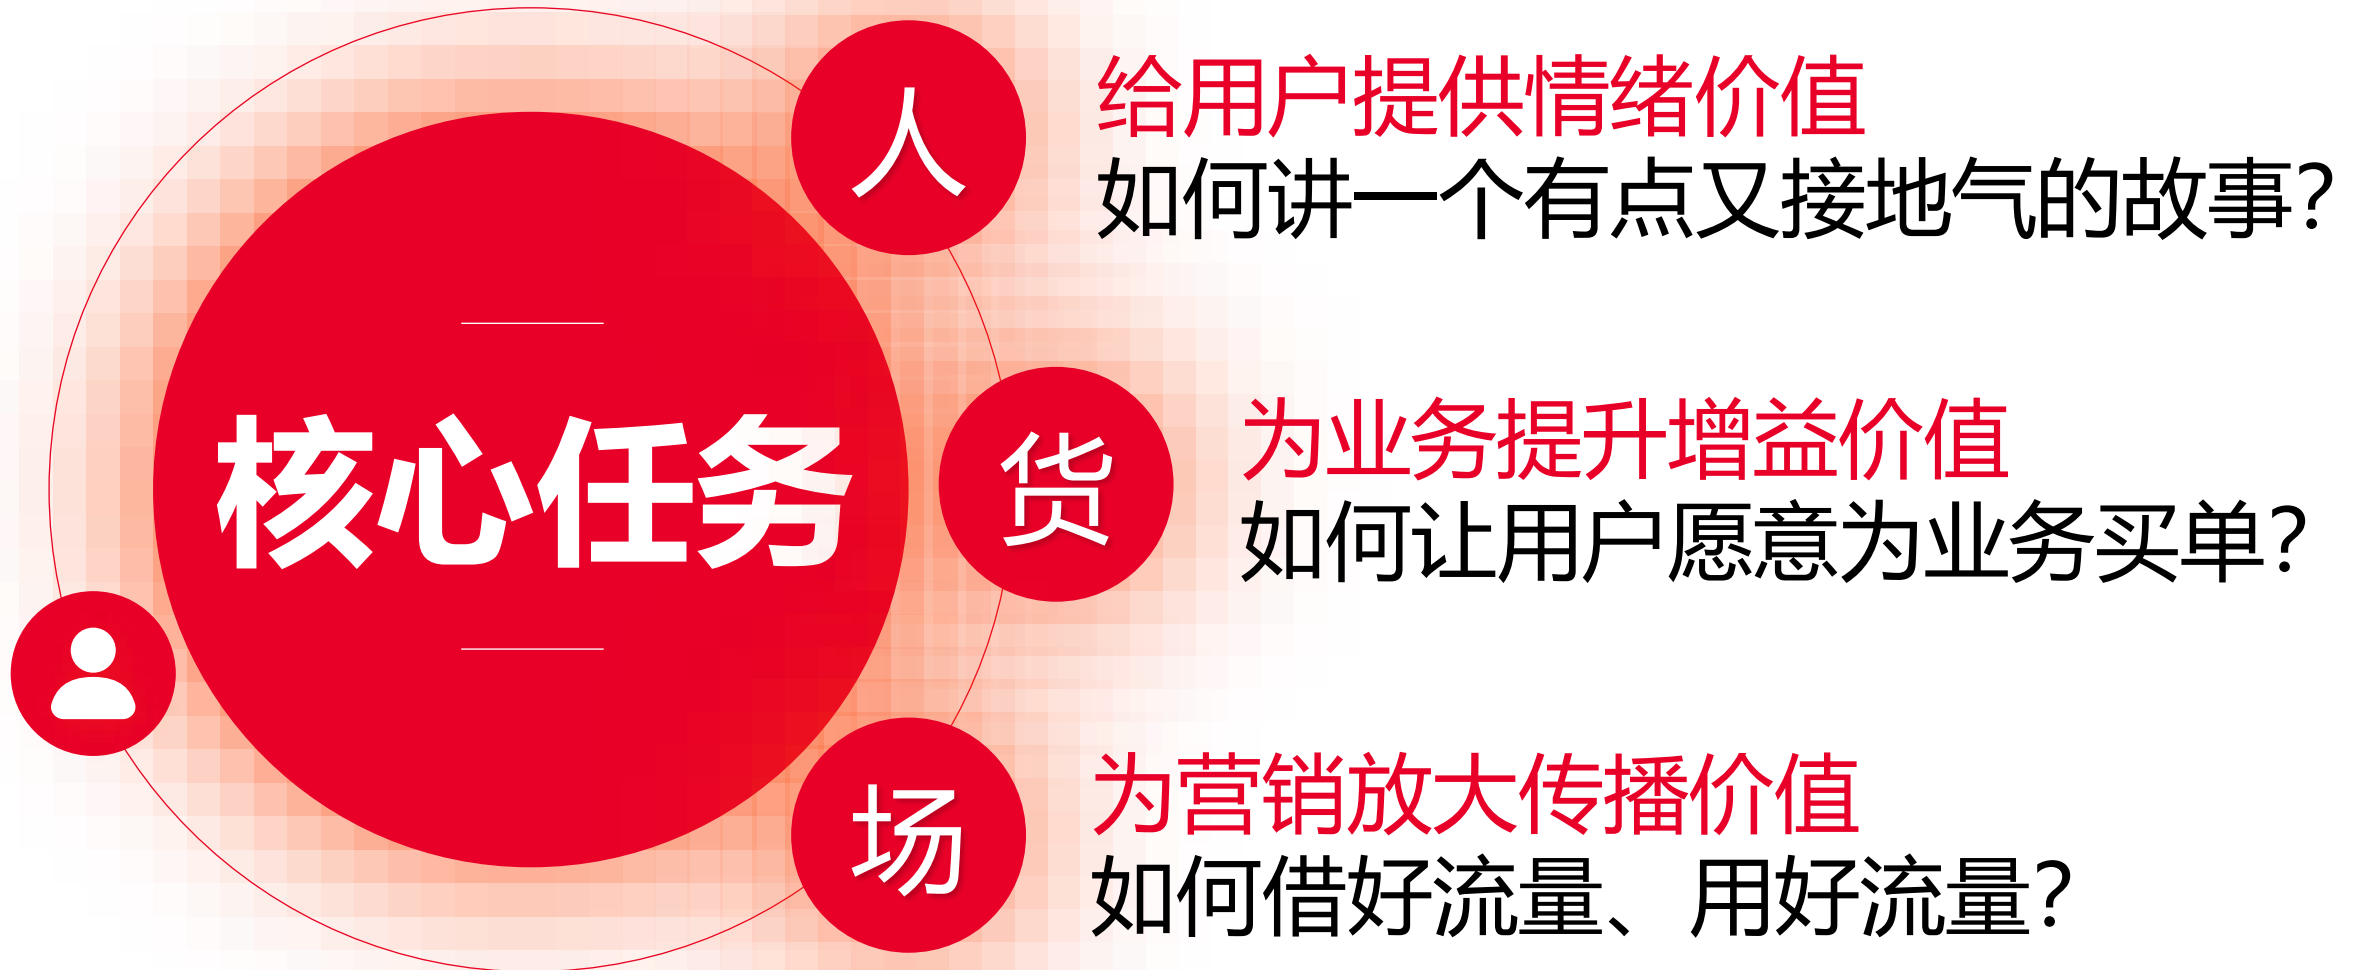 核心任务
人
给用户提供情绪价值
如何讲一个有点又接地气的故事?
货
为业务提升增益价值
如何让用户愿意为业务买单?
场
为营销放大传播价值
如何借好流量、用好流量?